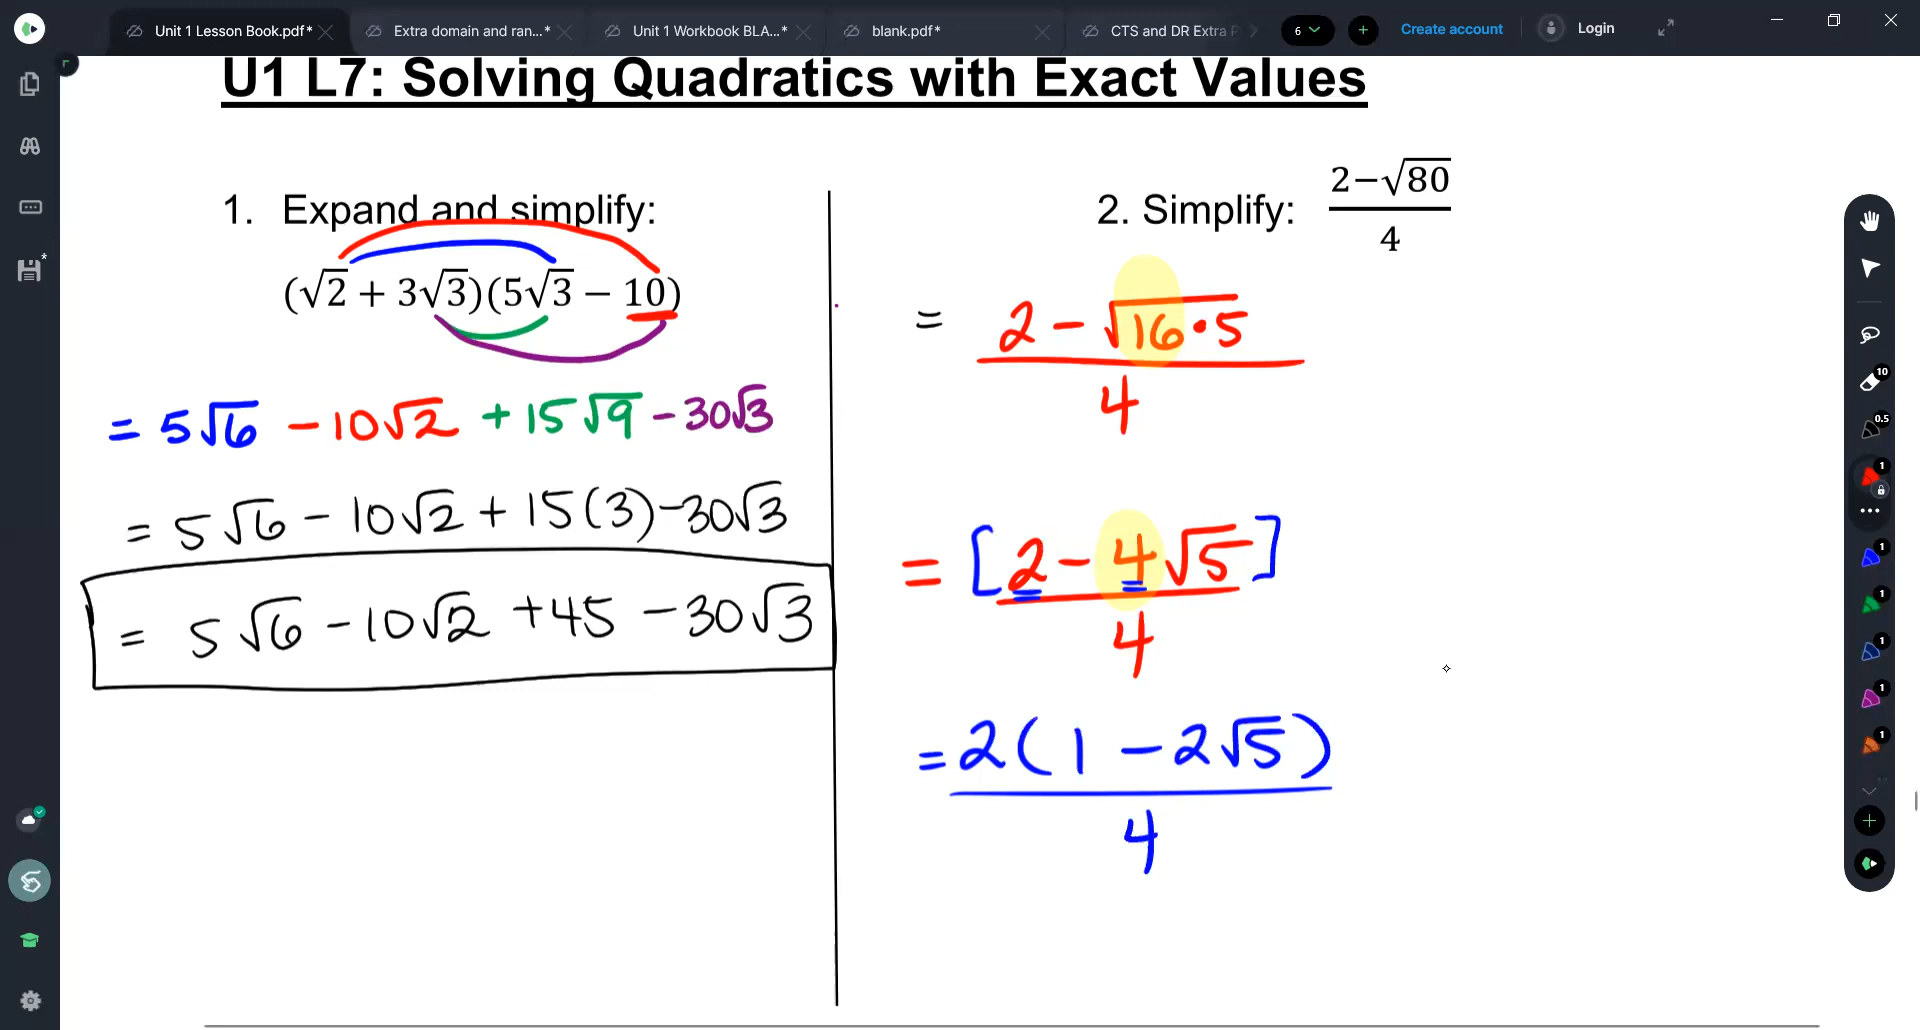 Unit 1 Lesson Book.pdf*
Extra domain and ran...*
Unit 1 Workbook BLA...*
blank.pdf*
CTS and DR Extra P
6
+
Create account
Login
U1 L7: Solving Quadratics with Exact Values
1. Expand and simplify:
(√2 + 3√3)(5√3 − 10)
= 5√6 − 10√2 + 15√9 − 30√3
= 5√6 − 10√2 + 15(3) − 30√3
= 5√6 − 10√2 + 45 − 30√3
2. Simplify: (2−√80)/4
= (2 − √16•5)/4
= [2 − 4√5]/4
= 2(1 − 2√5)/4
10
0.5
1
1
1
1
1
1